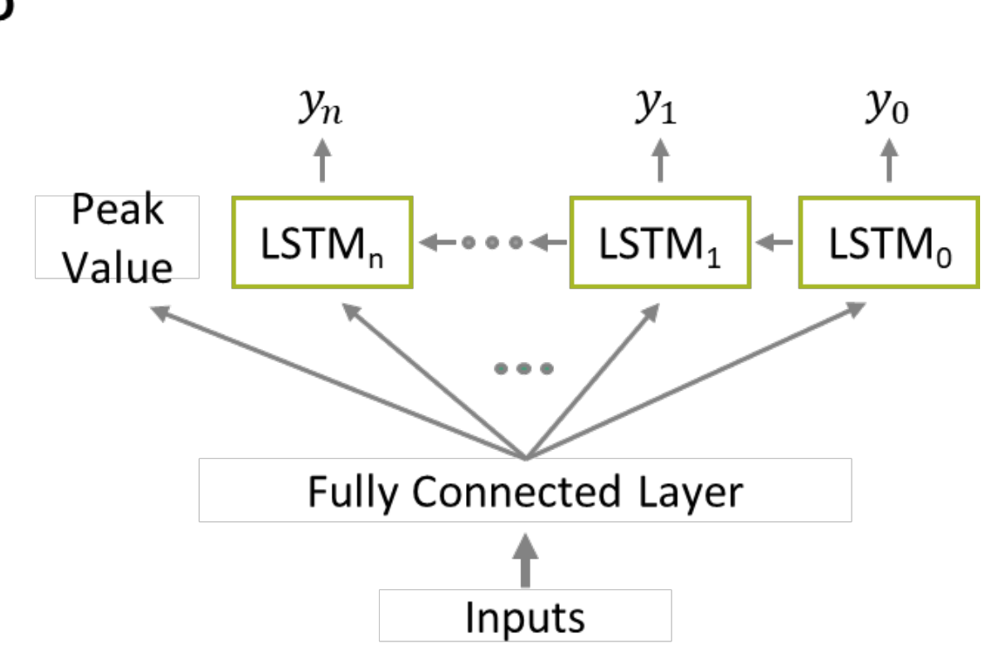 yₙ y₁ y₀
Peak
Value
LSTMₙ LSTM₁ LSTM₀
Fully Connected Layer
Inputs